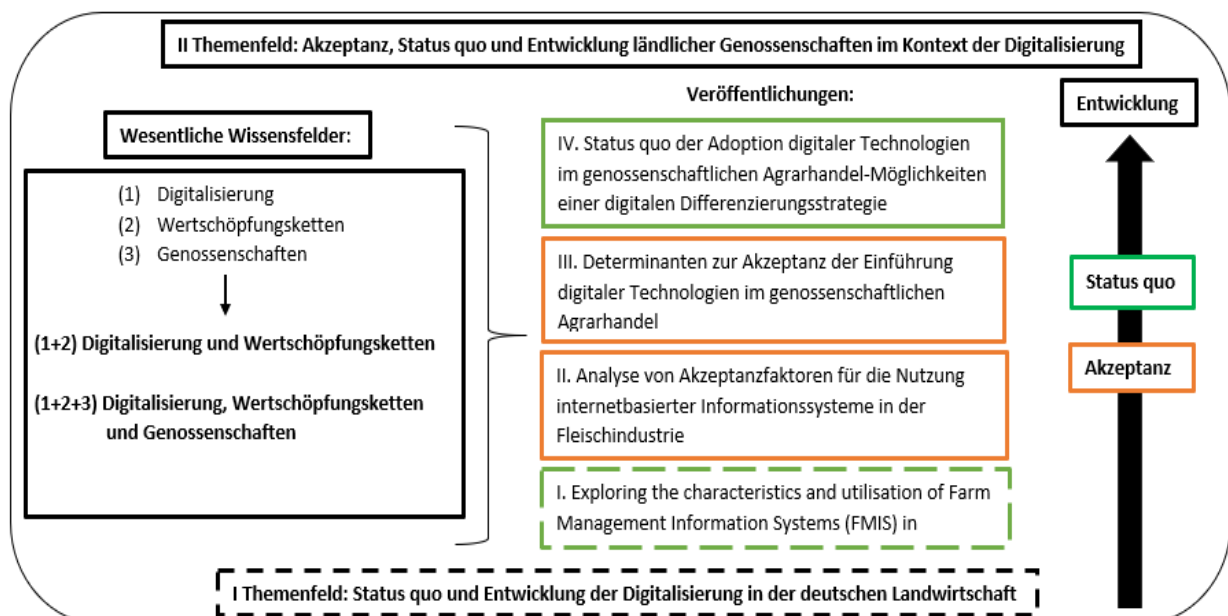 II Themenfeld: Akzeptanz, Status quo und Entwicklung ländlicher Genossenschaften im Kontext der Digitalisierung
Wesentliche Wissensfelder:
(1) Digitalisierung
(2) Wertschöpfungsketten
(3) Genossenschaften
(1+2) Digitalisierung und Wertschöpfungsketten
(1+2+3) Digitalisierung, Wertschöpfungsketten
und Genossenschaften
Veröffentlichungen:
IV. Status quo der Adoption digitaler Technologien
im genossenschaftlichen Agrarhandel-Möglichkeiten
einer digitalen Differenzierungsstrategie
III. Determinanten zur Akzeptanz der Einführung
digitaler Technologien im genossenschaftlichen
Agrarhandel
II. Analyse von Akzeptanzfaktoren für die Nutzung
internetbasierter Informationssysteme in der
Fleischindustrie
I. Exploring the characteristics and utilisation of Farm
Management Information Systems (FMIS) in
Entwicklung
Status quo
Akzeptanz
I Themenfeld: Status quo und Entwicklung der Digitalisierung in der deutschen Landwirtschaft